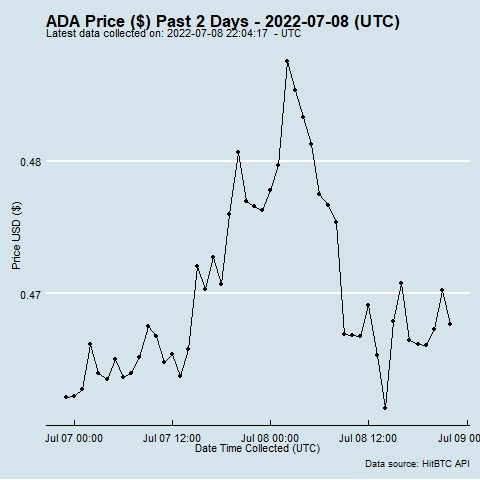 ADA Price ($) Past 2 Days - 2022-07-08 (UTC)
Latest data collected on: 2022-07-08 22:04:17 - UTC
0.48
0.47
Price USD ($)
Jul 07 00:00
Jul 07 12:00
Jul 08 00:00
Jul 08 12:00
Jul 09 00:00
Date Time Collected (UTC)
Data source: HitBTC API